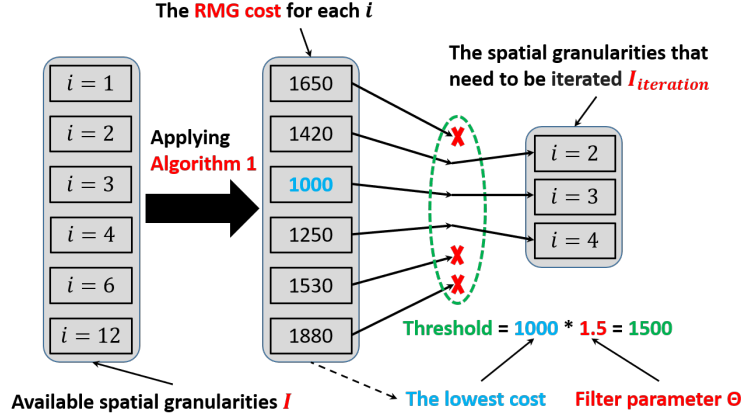 The RMG cost for each i
The spatial granularities that
need to be iterated I_iteration
i = 1
i = 2
i = 3
i = 4
i = 6
i = 12
Applying
Algorithm 1
1650
1420
1000
1250
1530
1880
i = 2
i = 3
i = 4
Threshold = 1000 * 1.5 = 1500
Available spatial granularities I
The lowest cost
Filter parameter Θ